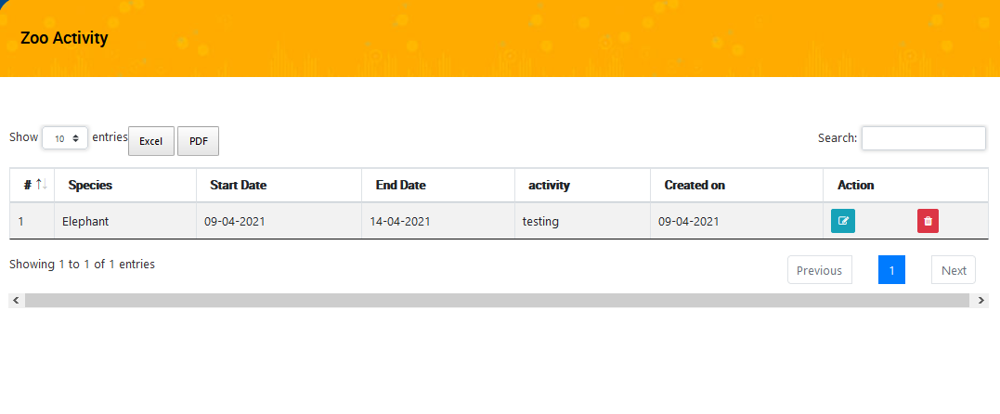 Zoo Activity
Show 10 entries Excel PDF Search:
# Species Start Date End Date activity Created on Action
1 Elephant 09-04-2021 14-04-2021 testing 09-04-2021
Showing 1 to 1 of 1 entries Previous 1 Next